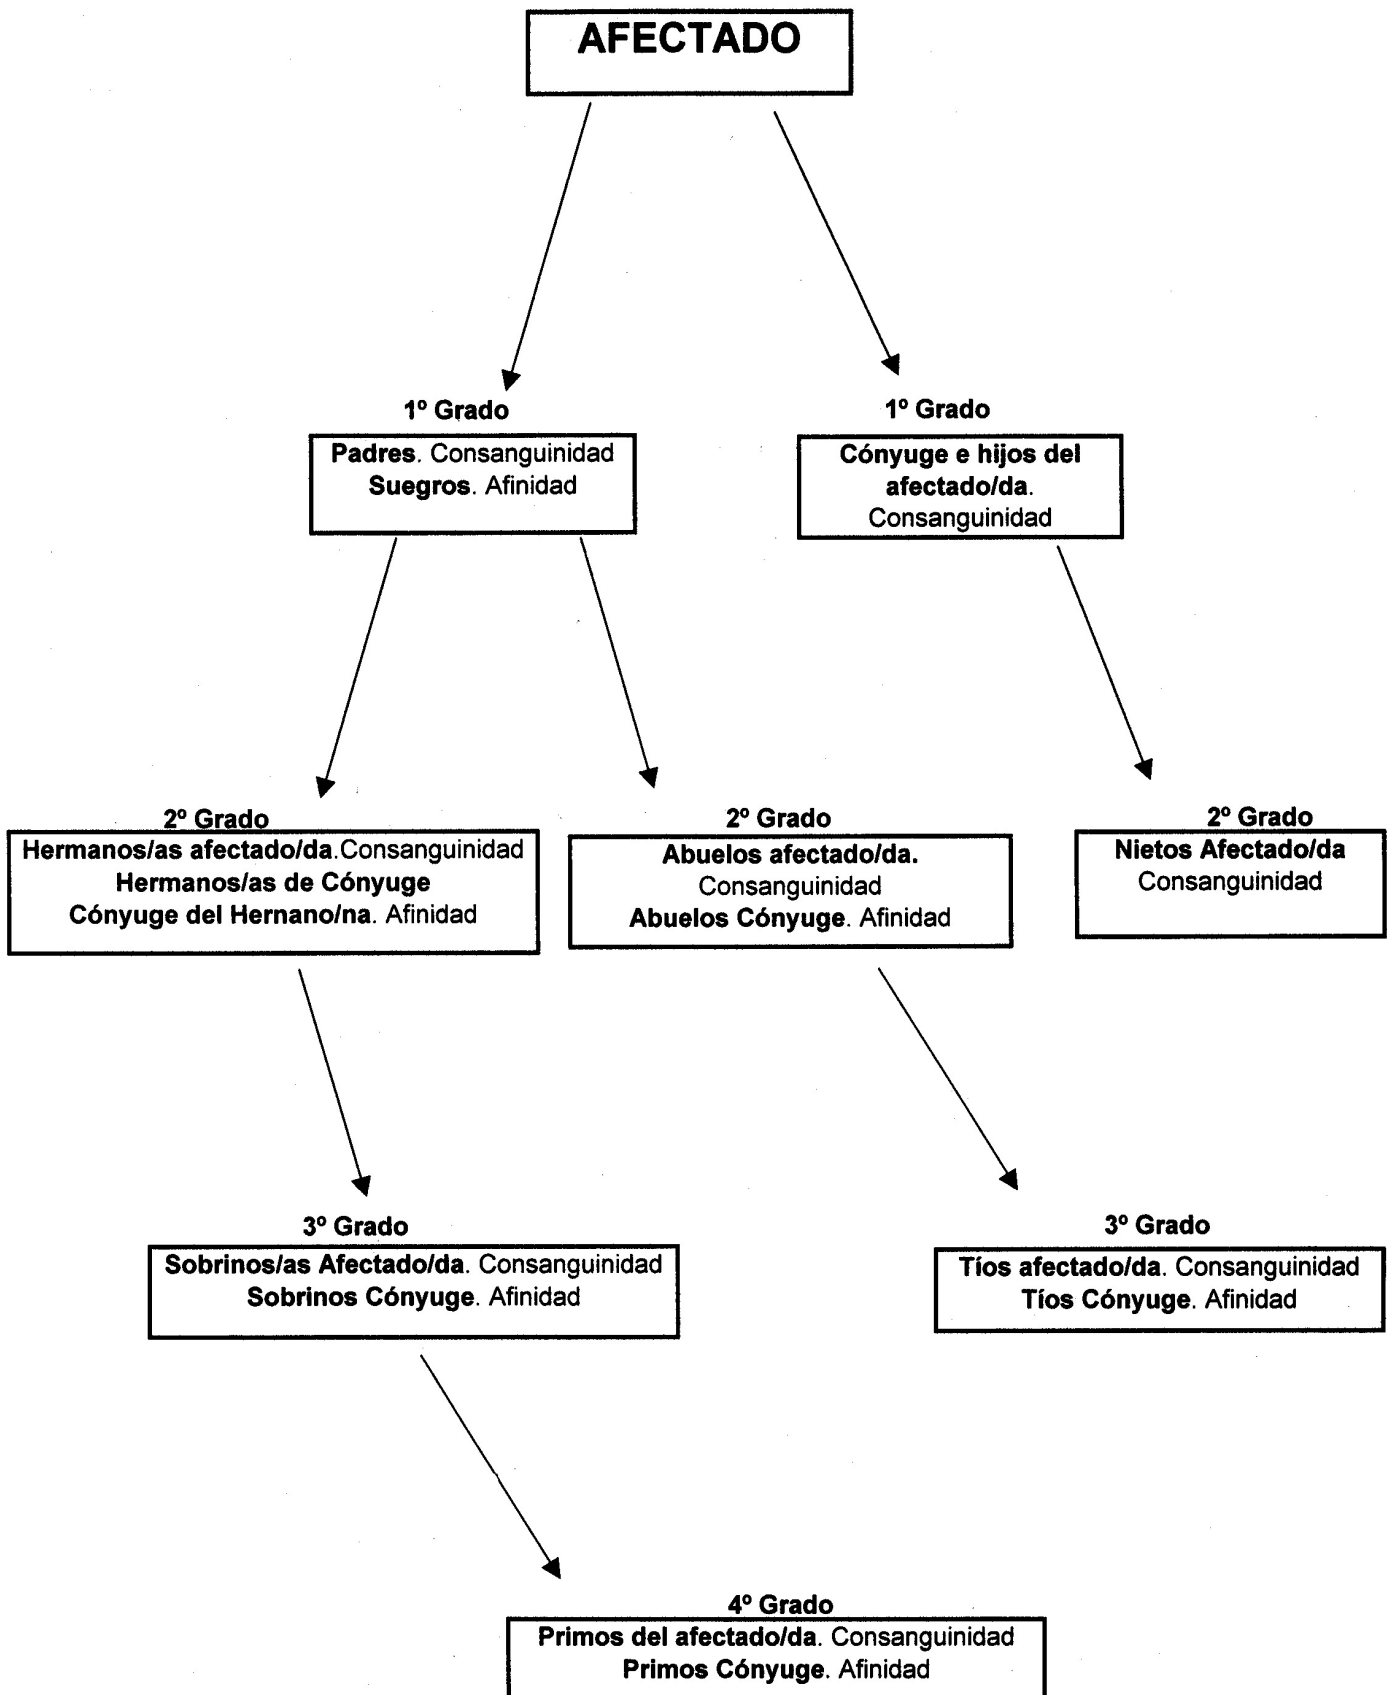 AFECTADO
1º Grado
Padres. Consanguinidad
Suegros. Afinidad
1º Grado
Cónyuge e hijos del
afectado/da.
Consanguinidad
2º Grado
Hermanos/as afectado/da.Consanguinidad
Hermanos/as de Cónyuge
Cónyuge del Hernano/na. Afinidad
2º Grado
Abuelos afectado/da.
Consanguinidad
Abuelos Cónyuge. Afinidad
2º Grado
Nietos Afectado/da
Consanguinidad
3º Grado
Sobrinos/as Afectado/da. Consanguinidad
Sobrinos Cónyuge. Afinidad
3º Grado
Tíos afectado/da. Consanguinidad
Tíos Cónyuge. Afinidad
4º Grado
Primos del afectado/da. Consanguinidad
Primos Cónyuge. Afinidad